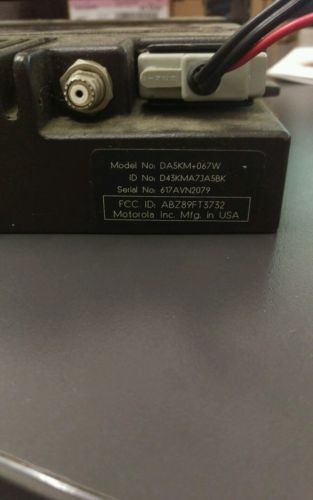 Model No: DA5KM+067W
ID No: D43KMA7JA5BK
Serial No: 617AVN2079
FCC ID: ABZ89FT3732
Motorola Inc. Mfg. in USA